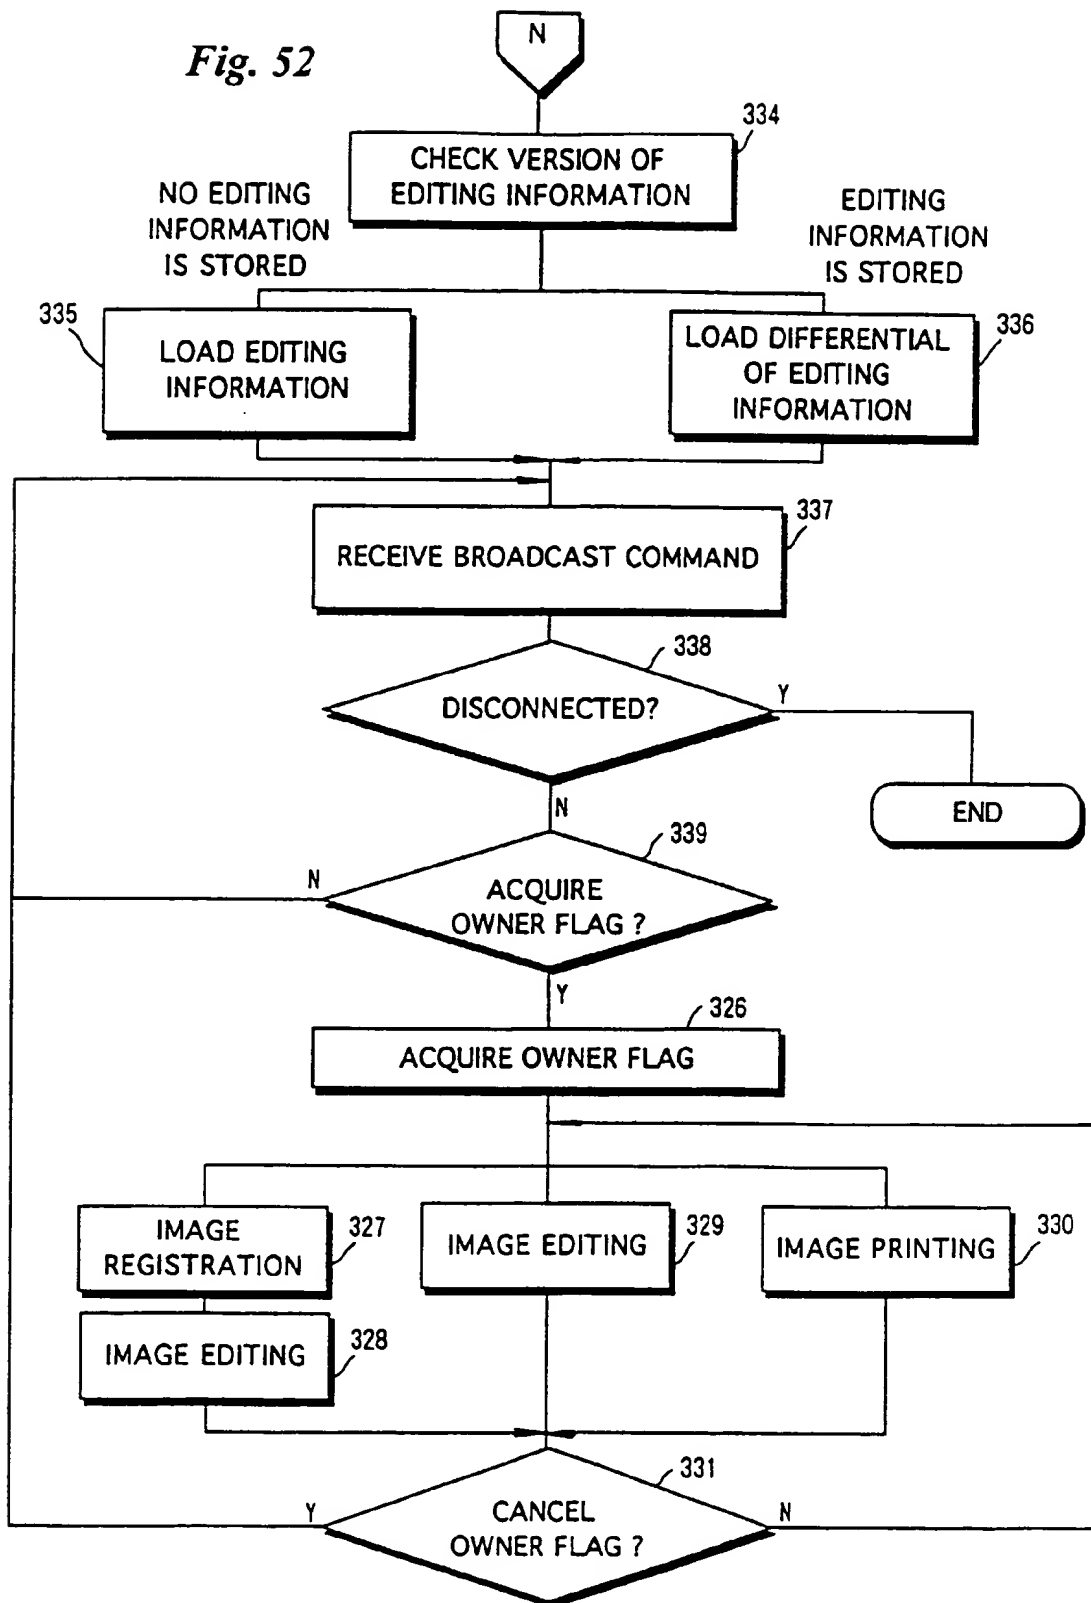 Fig. 52
N
334
CHECK VERSION OF
EDITING INFORMATION
NO EDITING
INFORMATION
IS STORED
EDITING
INFORMATION
IS STORED
335
LOAD EDITING
INFORMATION
LOAD DIFFERENTIAL
OF EDITING
INFORMATION
336
337
RECEIVE BROADCAST COMMAND
338
DISCONNECTED?
Y
N
END
339
N
ACQUIRE
OWNER FLAG ?
Y
326
ACQUIRE OWNER FLAG
IMAGE
REGISTRATION
327
IMAGE EDITING
329
IMAGE PRINTING
330
IMAGE EDITING
328
331
Y
CANCEL
OWNER FLAG ?
N